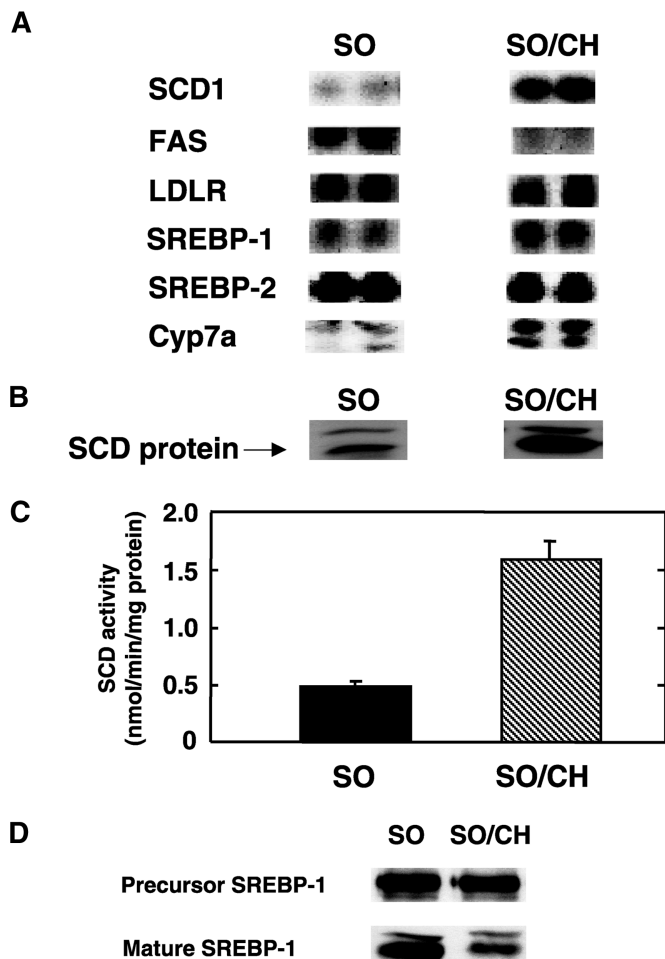 A
SO SO/CH
SCD1
FAS
LDLR
SREBP-1
SREBP-2
Cyp7a
B
SO SO/CH
SCD protein
C
SCD activity
(nmol/min/mg protein)
2.0
1.5
1.0
0.5
0
SO SO/CH
D
SO SO/CH
Precursor SREBP-1
Mature SREBP-1